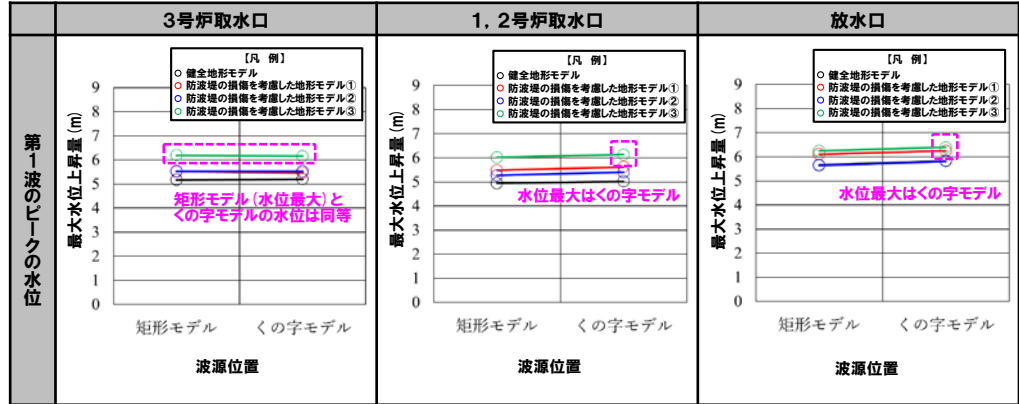 3号炉取水口
1,2号炉取水口
放水口
第1波のピークの水位
【凡 例】
健全地形モデル
防波堤の損傷を考慮した地形モデル①
防波堤の損傷を考慮した地形モデル②
防波堤の損傷を考慮した地形モデル③
最大水位上昇量(m)
9
8
7
6
5
4
3
2
1
0
矩形モデル(水位最大)と
くの字モデルの水位は同等
矩形モデル くの字モデル
波源位置
【凡 例】
健全地形モデル
防波堤の損傷を考慮した地形モデル①
防波堤の損傷を考慮した地形モデル②
防波堤の損傷を考慮した地形モデル③
最大水位上昇量(m)
9
8
7
6
5
4
3
2
1
0
水位最大はくの字モデル
矩形モデル くの字モデル
波源位置
【凡 例】
健全地形モデル
防波堤の損傷を考慮した地形モデル①
防波堤の損傷を考慮した地形モデル②
防波堤の損傷を考慮した地形モデル③
最大水位上昇量(m)
9
8
7
6
5
4
3
2
1
0
水位最大はくの字モデル
矩形モデル くの字モデル
波源位置